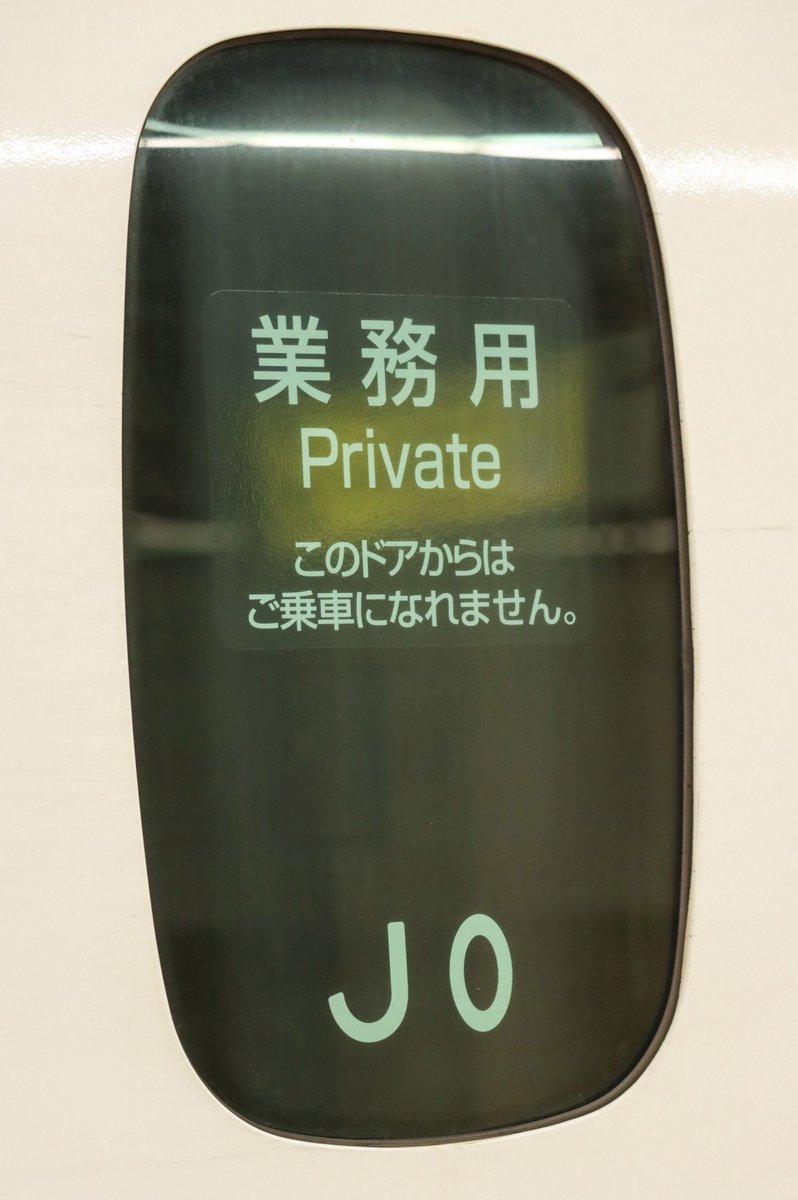 業務用
Private
このドアからは
ご乗車になれません。
J0